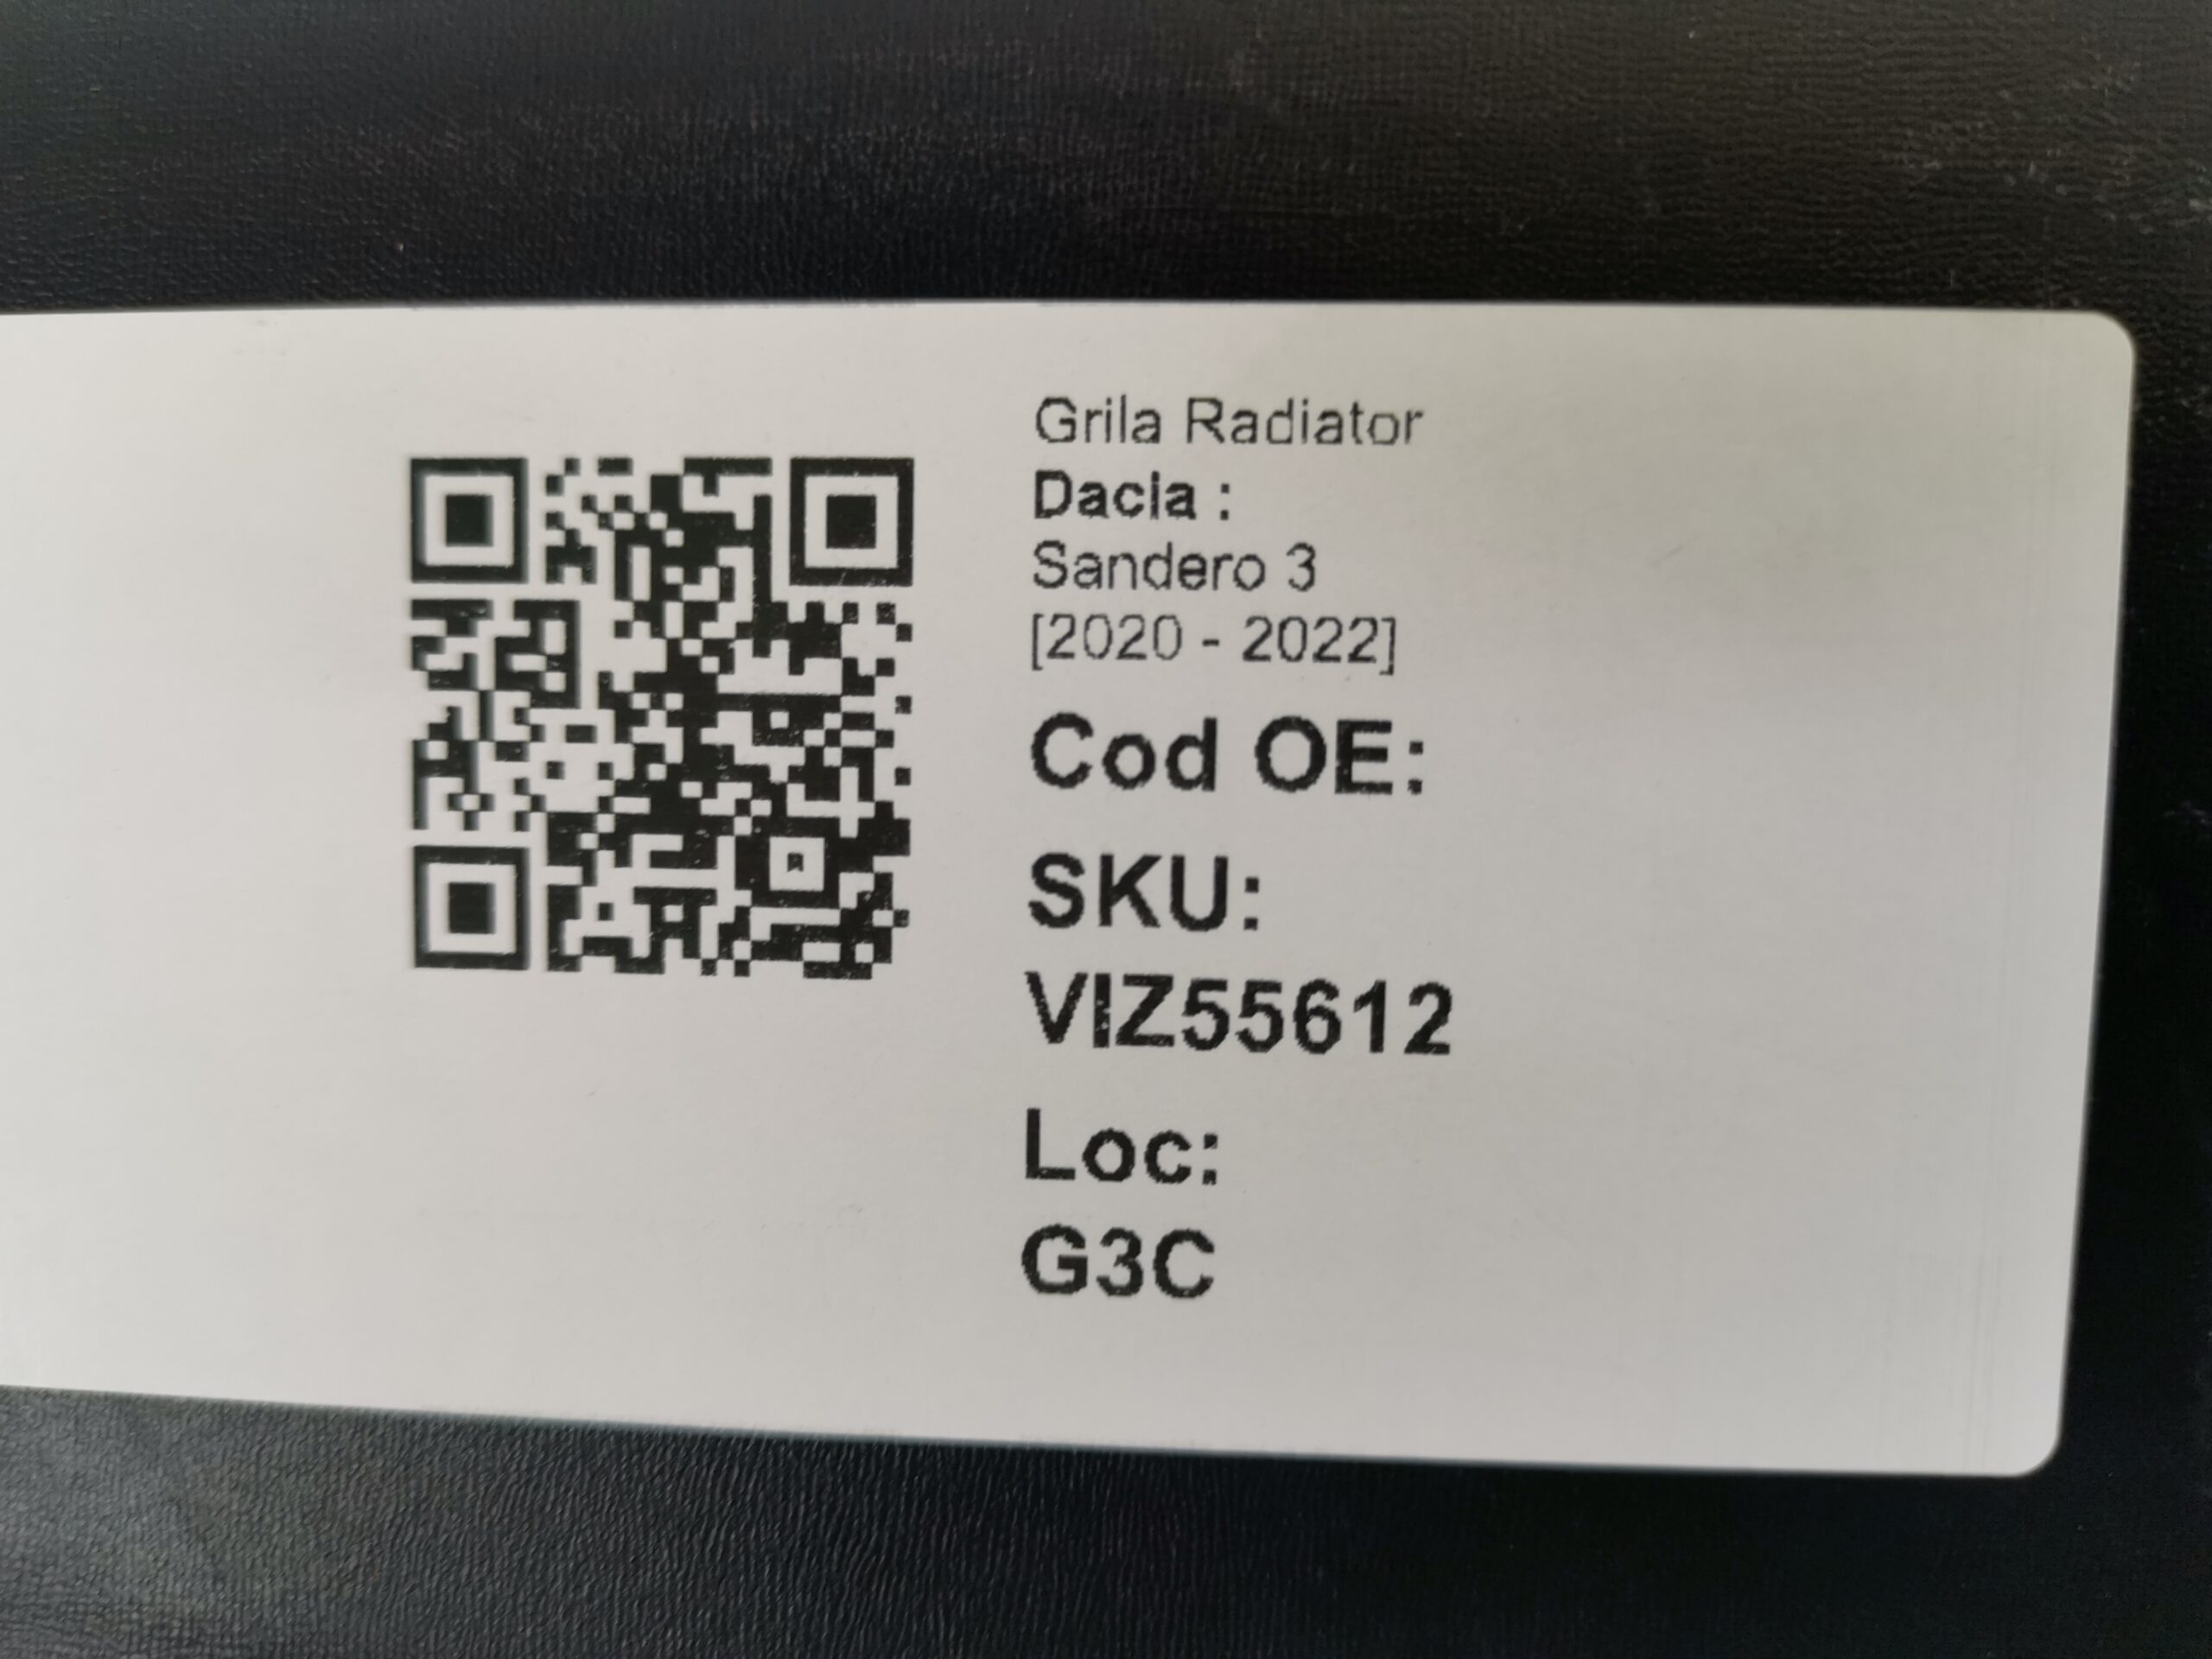 Grila Radiator
Dacia :
Sandero 3
[2020 - 2022]
Cod OE:
SKU:
VIZ55612
Loc:
G3C